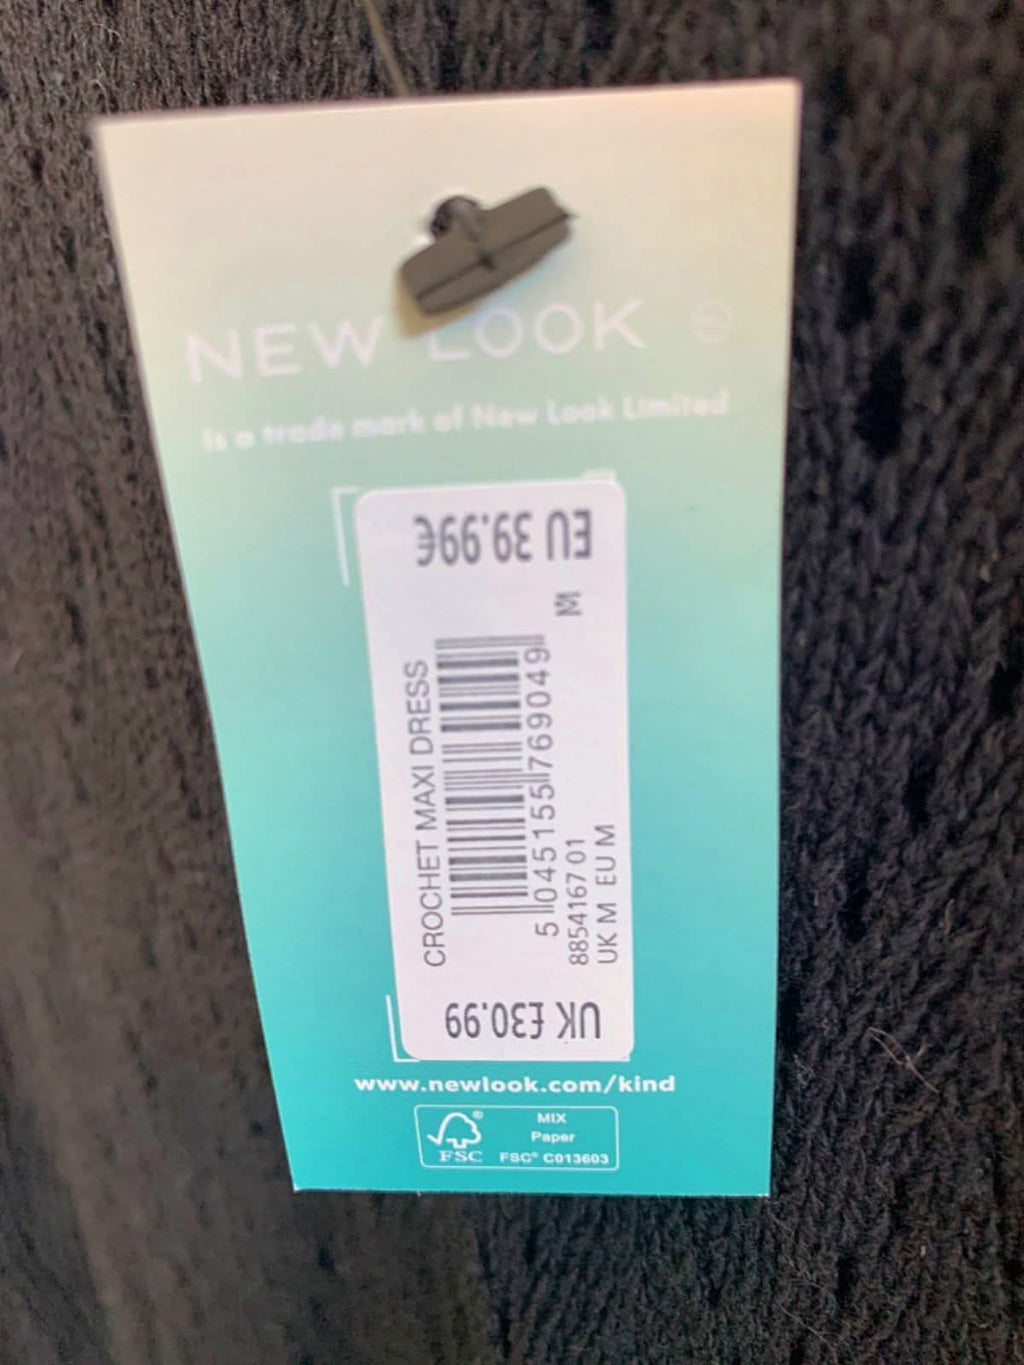 NEW LOOK
is a trade mark of New Look Limited
EU 39.99€
M
CROCHET MAXI DRESS
5 045155 769049
8854167 01
UK M EU M
UK £30.99
www.newlook.com/kind
FSC®
MIX
Paper
FSC® C013603